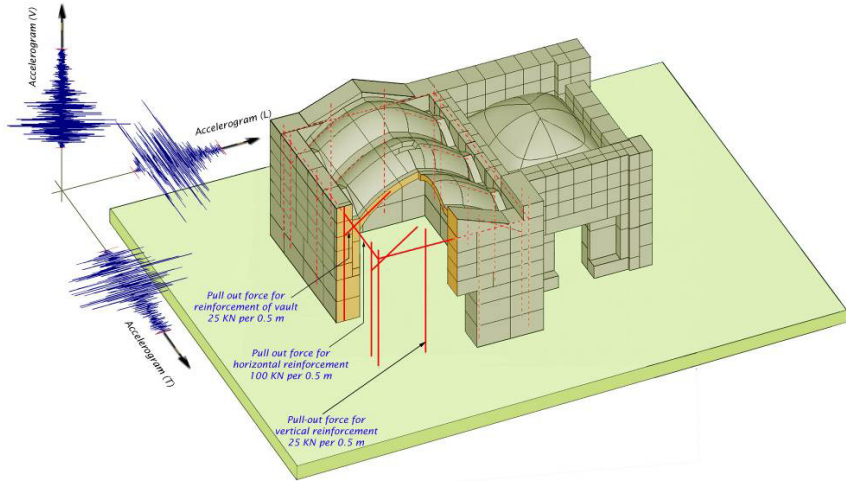 Accelerogram (V)
Accelerogram (L)
Accelerogram (T)
Pull out force for
reinforcement of vault
25 KN per 0.5 m
Pull out force for
horizontal reinforcement
100 KN per 0.5 m
Pull-out force for
vertical reinforcement
25 KN per 0.5 m